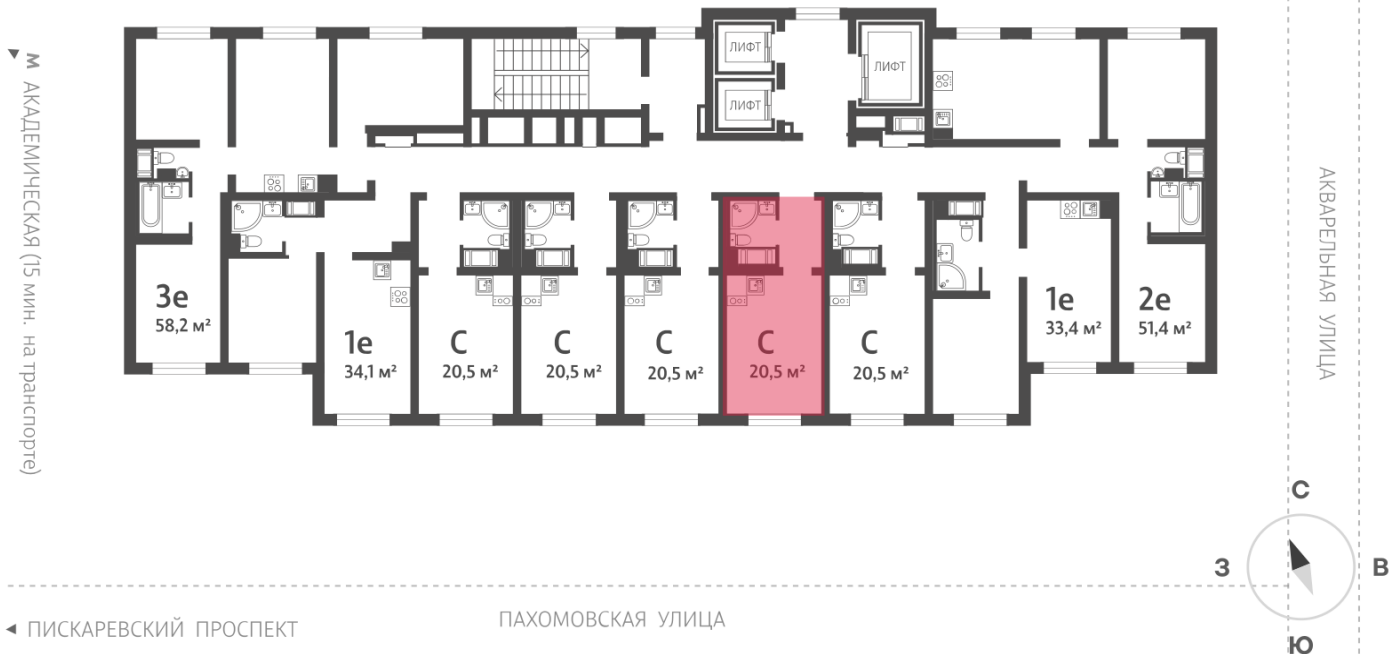 ЛИФТ
ЛИФТ
ЛИФТ
М АКАДЕМИЧЕСКАЯ (15 мин. на транспорте)
АКВАРЕЛЬНАЯ УЛИЦА
3е
58,2 м²
1е
34,1 м²
С
20,5 м²
С
20,5 м²
С
20,5 м²
С
20,5 м²
С
20,5 м²
1е
33,4 м²
2е
51,4 м²
С
З
В
Ю
ПАХОМОВСКАЯ УЛИЦА
ПИСКАРЕВСКИЙ ПРОСПЕКТ